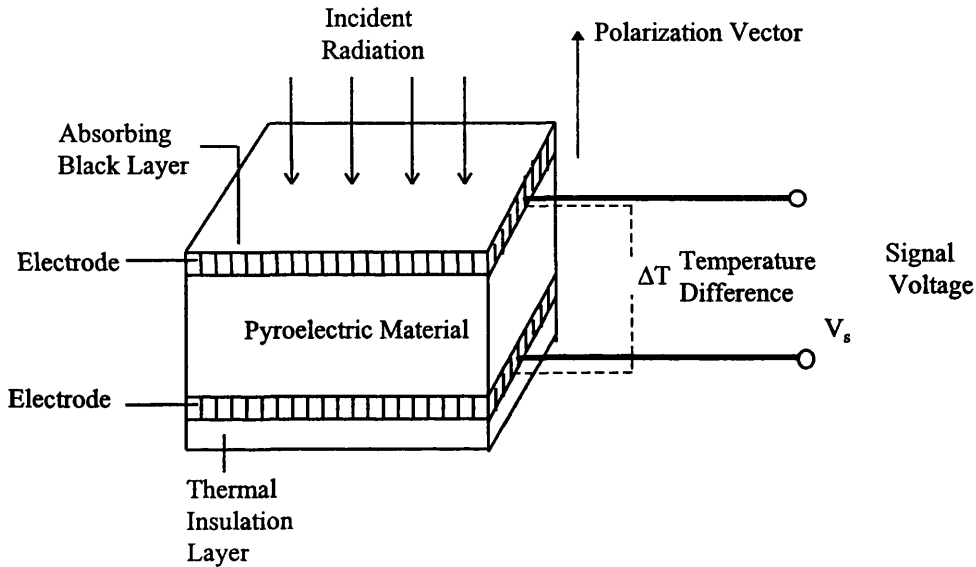 Incident
Radiation
Polarization Vector
Absorbing
Black Layer
Electrode
ΔT
Temperature
Difference
Signal
Voltage
Pyroelectric Material
Vs
Electrode
Thermal
Insulation
Layer